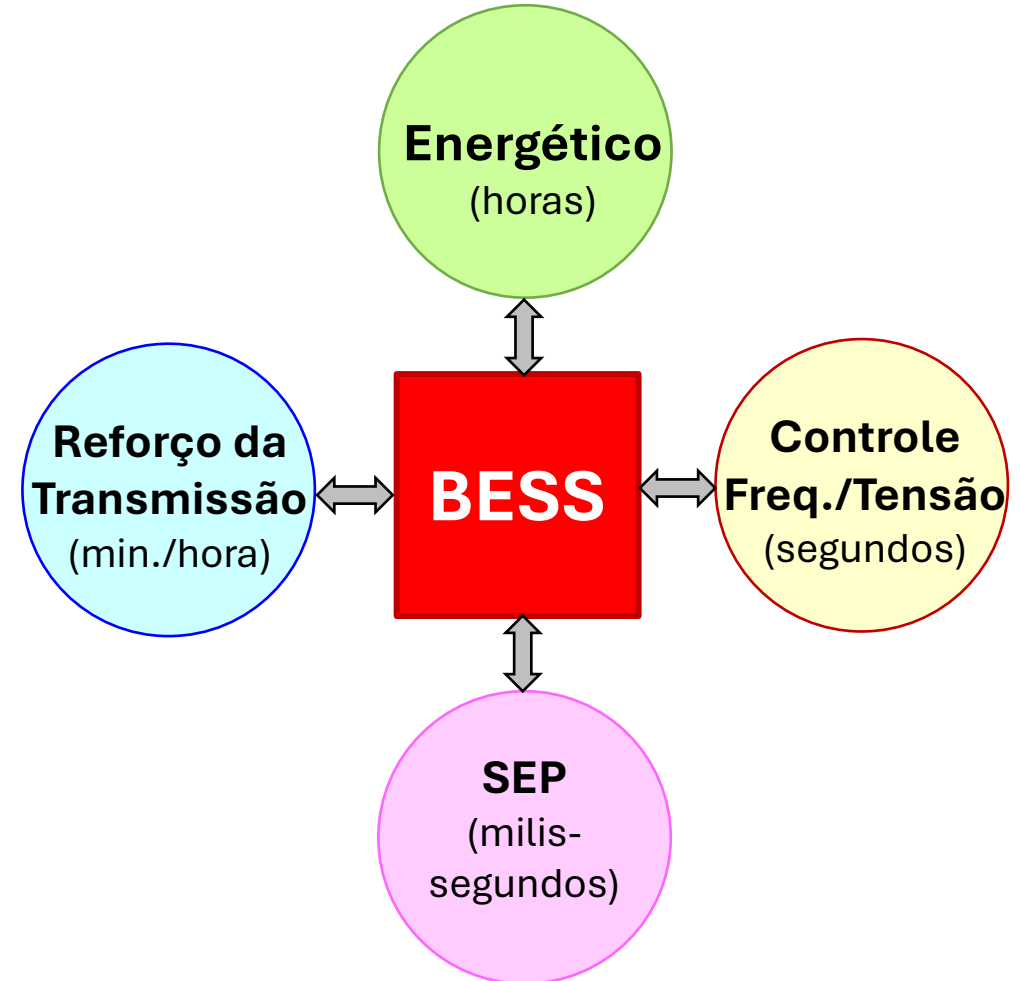 Energético
(horas)
Reforço da
Transmissão
(min./hora)
BESS
Controle
Freq./Tensão
(segundos)
SEP
(milis-
segundos)